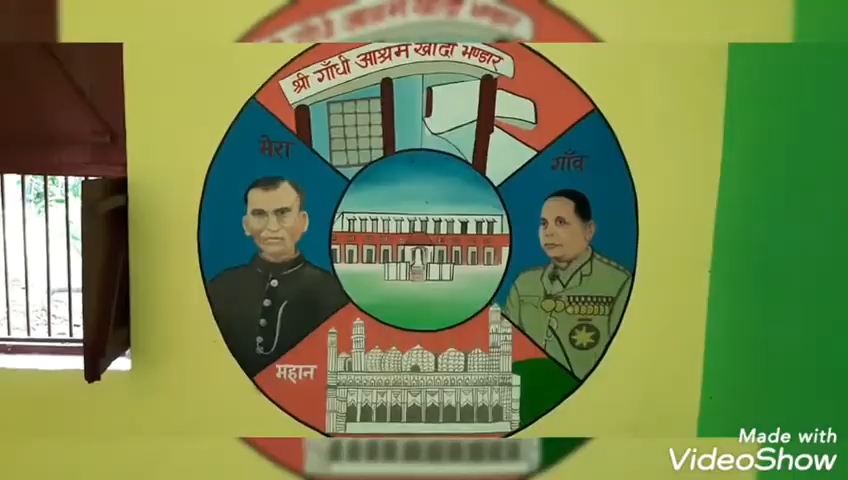 श्री गाँधी आश्रम खादी भण्डार
मेरा
गाँव
महान
Made with
VideoShow